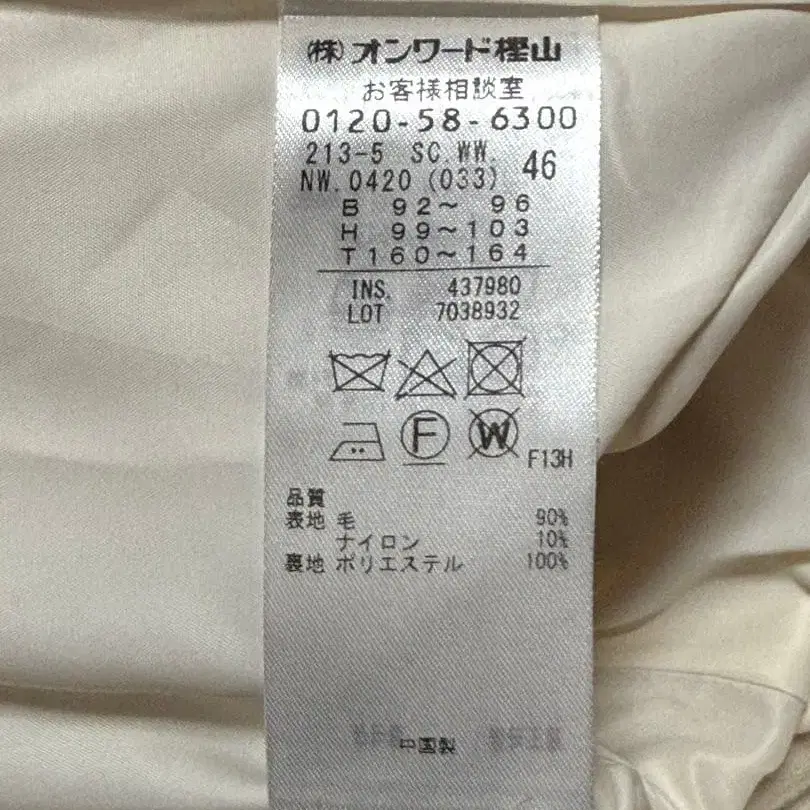 (株)オンワード樫山
お客様相談室
0120-58-6300
213-5 SC.WW.
NW.0420 (033) 46
B 92〜 96
H 99〜103
T160〜164
INS. 437980
LOT 7038932
F
W
F13H
品質
表地 毛 90%
ナイロン 10%
裏地 ポリエステル 100%
中国製